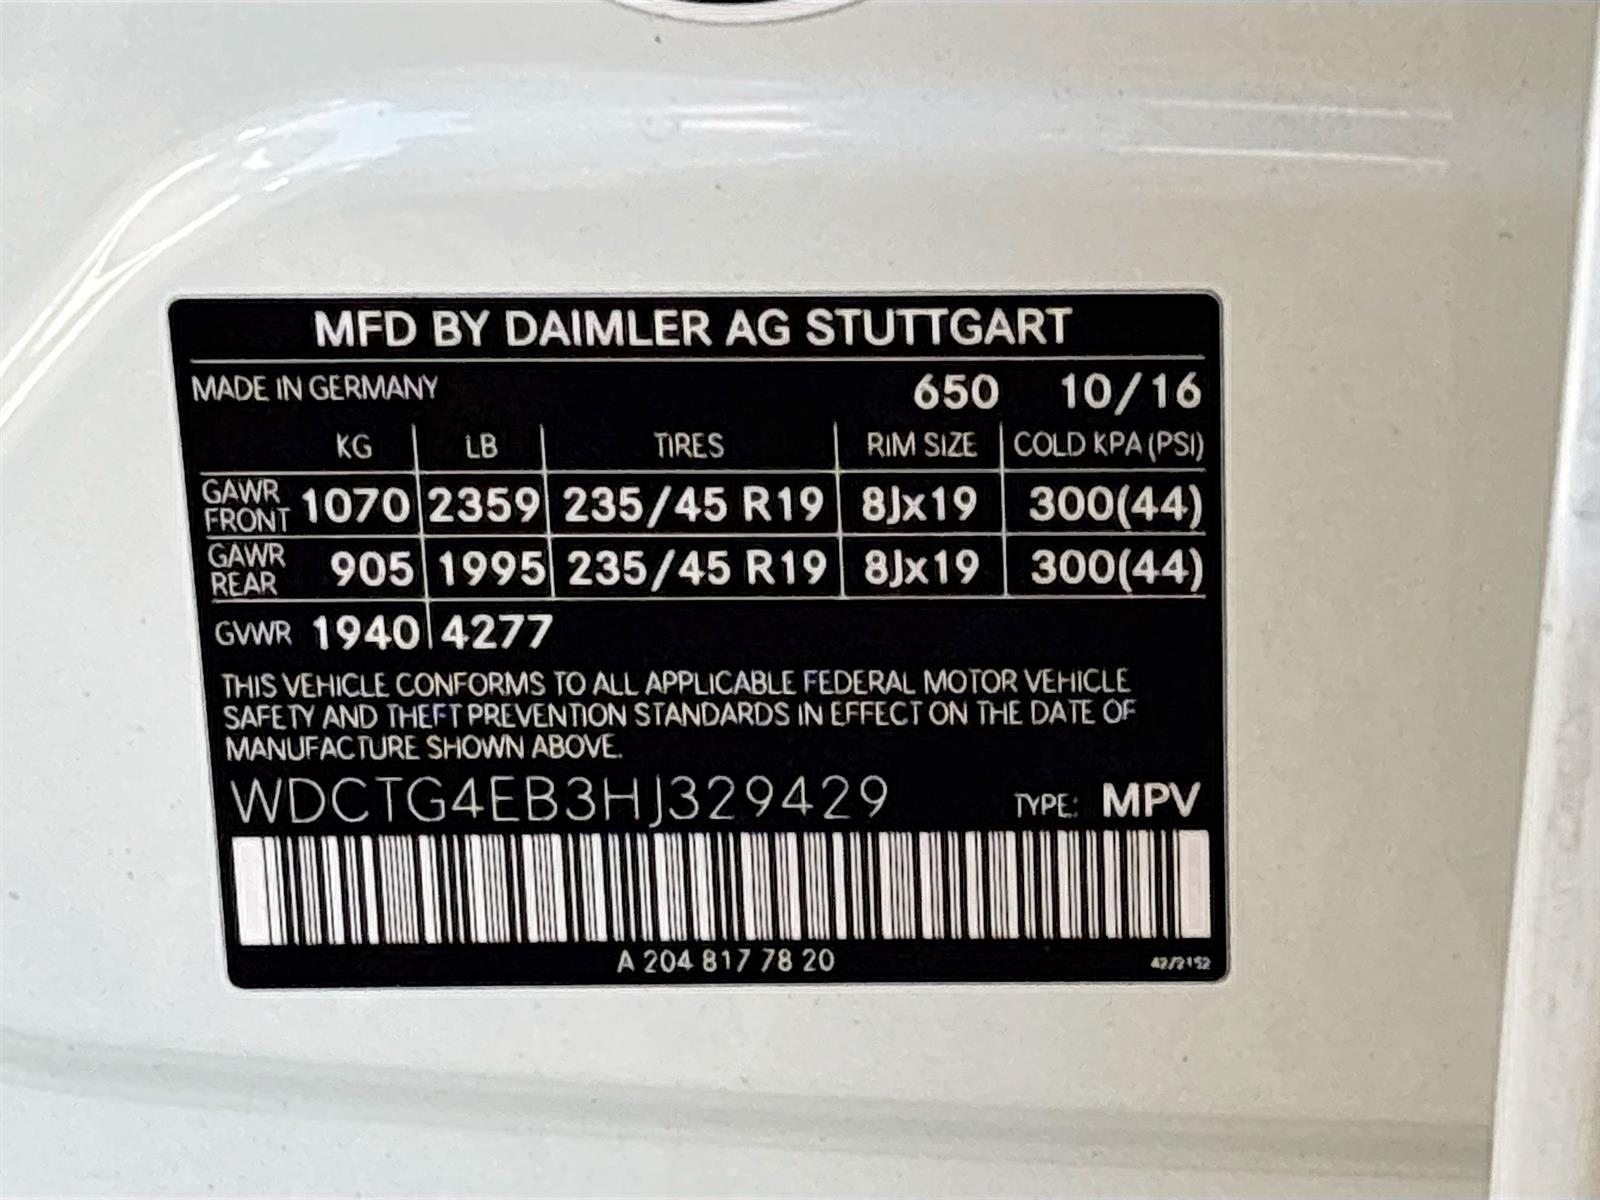 MFD BY DAIMLER AG STUTTGART
MADE IN GERMANY 650 10/16
KG LB TIRES RIM SIZE COLD KPA (PSI)
GAWR FRONT 1070 2359 235/45 R19 8Jx19 300(44)
GAWR REAR 905 1995 235/45 R19 8Jx19 300(44)
GVWR 1940 4277
THIS VEHICLE CONFORMS TO ALL APPLICABLE FEDERAL MOTOR VEHICLE
SAFETY AND THEFT PREVENTION STANDARDS IN EFFECT ON THE DATE OF
MANUFACTURE SHOWN ABOVE.
WDCTG4EB3HJ329429 TYPE: MPV
A 204 817 78 20